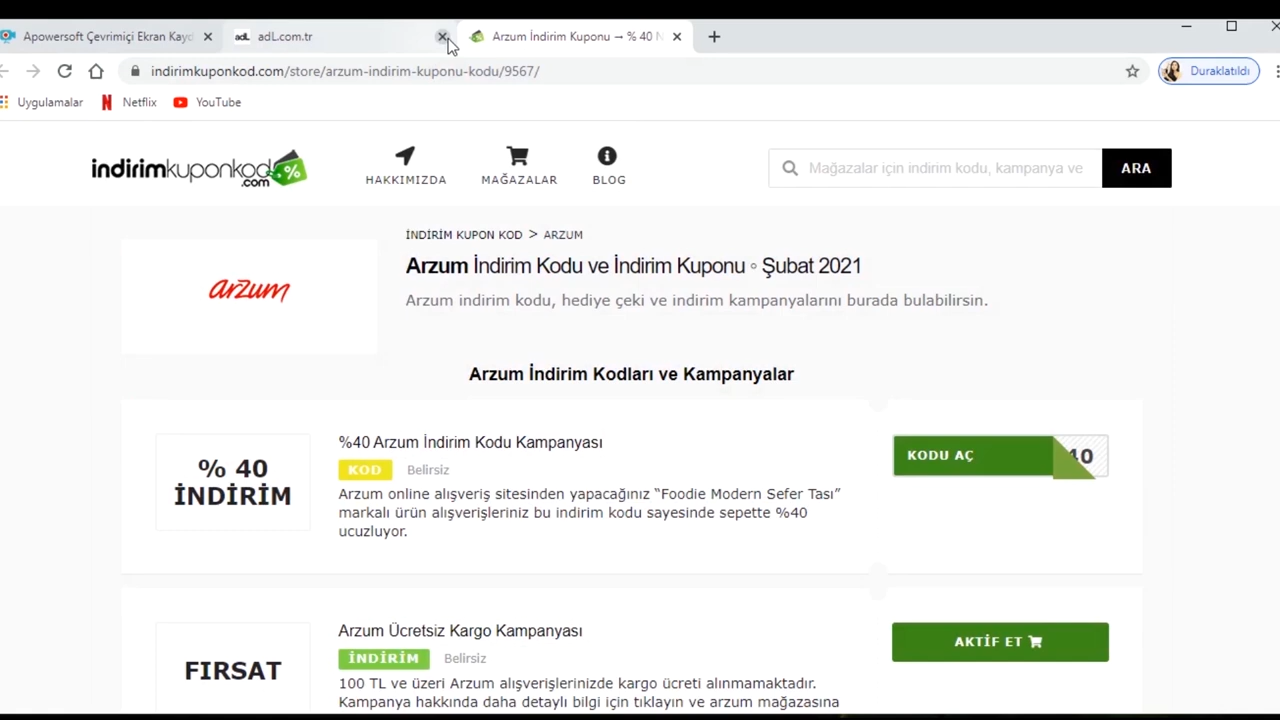 Apowersoft Çevrimiçi Ekran Kayd
adL adL.com.tr
Arzum İndirim Kuponu → % 40 N
indirimkuponkod.com/store/arzum-indirim-kuponu-kodu/9567/
Duraklatıldı
Uygulamalar
N Netflix
YouTube
indirimkuponkod.com %
HAKKIMIZDA
MAĞAZALAR
BLOG
Mağazalar için indirim kodu, kampanya ve
ARA
İNDİRİM KUPON KOD > ARZUM
arzum
Arzum İndirim Kodu ve İndirim Kuponu ◦ Şubat 2021
Arzum indirim kodu, hediye çeki ve indirim kampanyalarını burada bulabilirsin.
Arzum İndirim Kodları ve Kampanyalar
% 40
İNDİRİM
%40 Arzum İndirim Kodu Kampanyası
KOD Belirsiz
Arzum online alışveriş sitesinden yapacağınız “Foodie Modern Sefer Tası”
markalı ürün alışverişleriniz bu indirim kodu sayesinde sepette %40
ucuzluyor.
KODU AÇ
40
FIRSAT
Arzum Ücretsiz Kargo Kampanyası
İNDİRİM Belirsiz
100 TL ve üzeri Arzum alışverişlerinizde kargo ücreti alınmamaktadır.
Kampanya hakkında daha detaylı bilgi için tıklayın ve arzum mağazasına
AKTİF ET